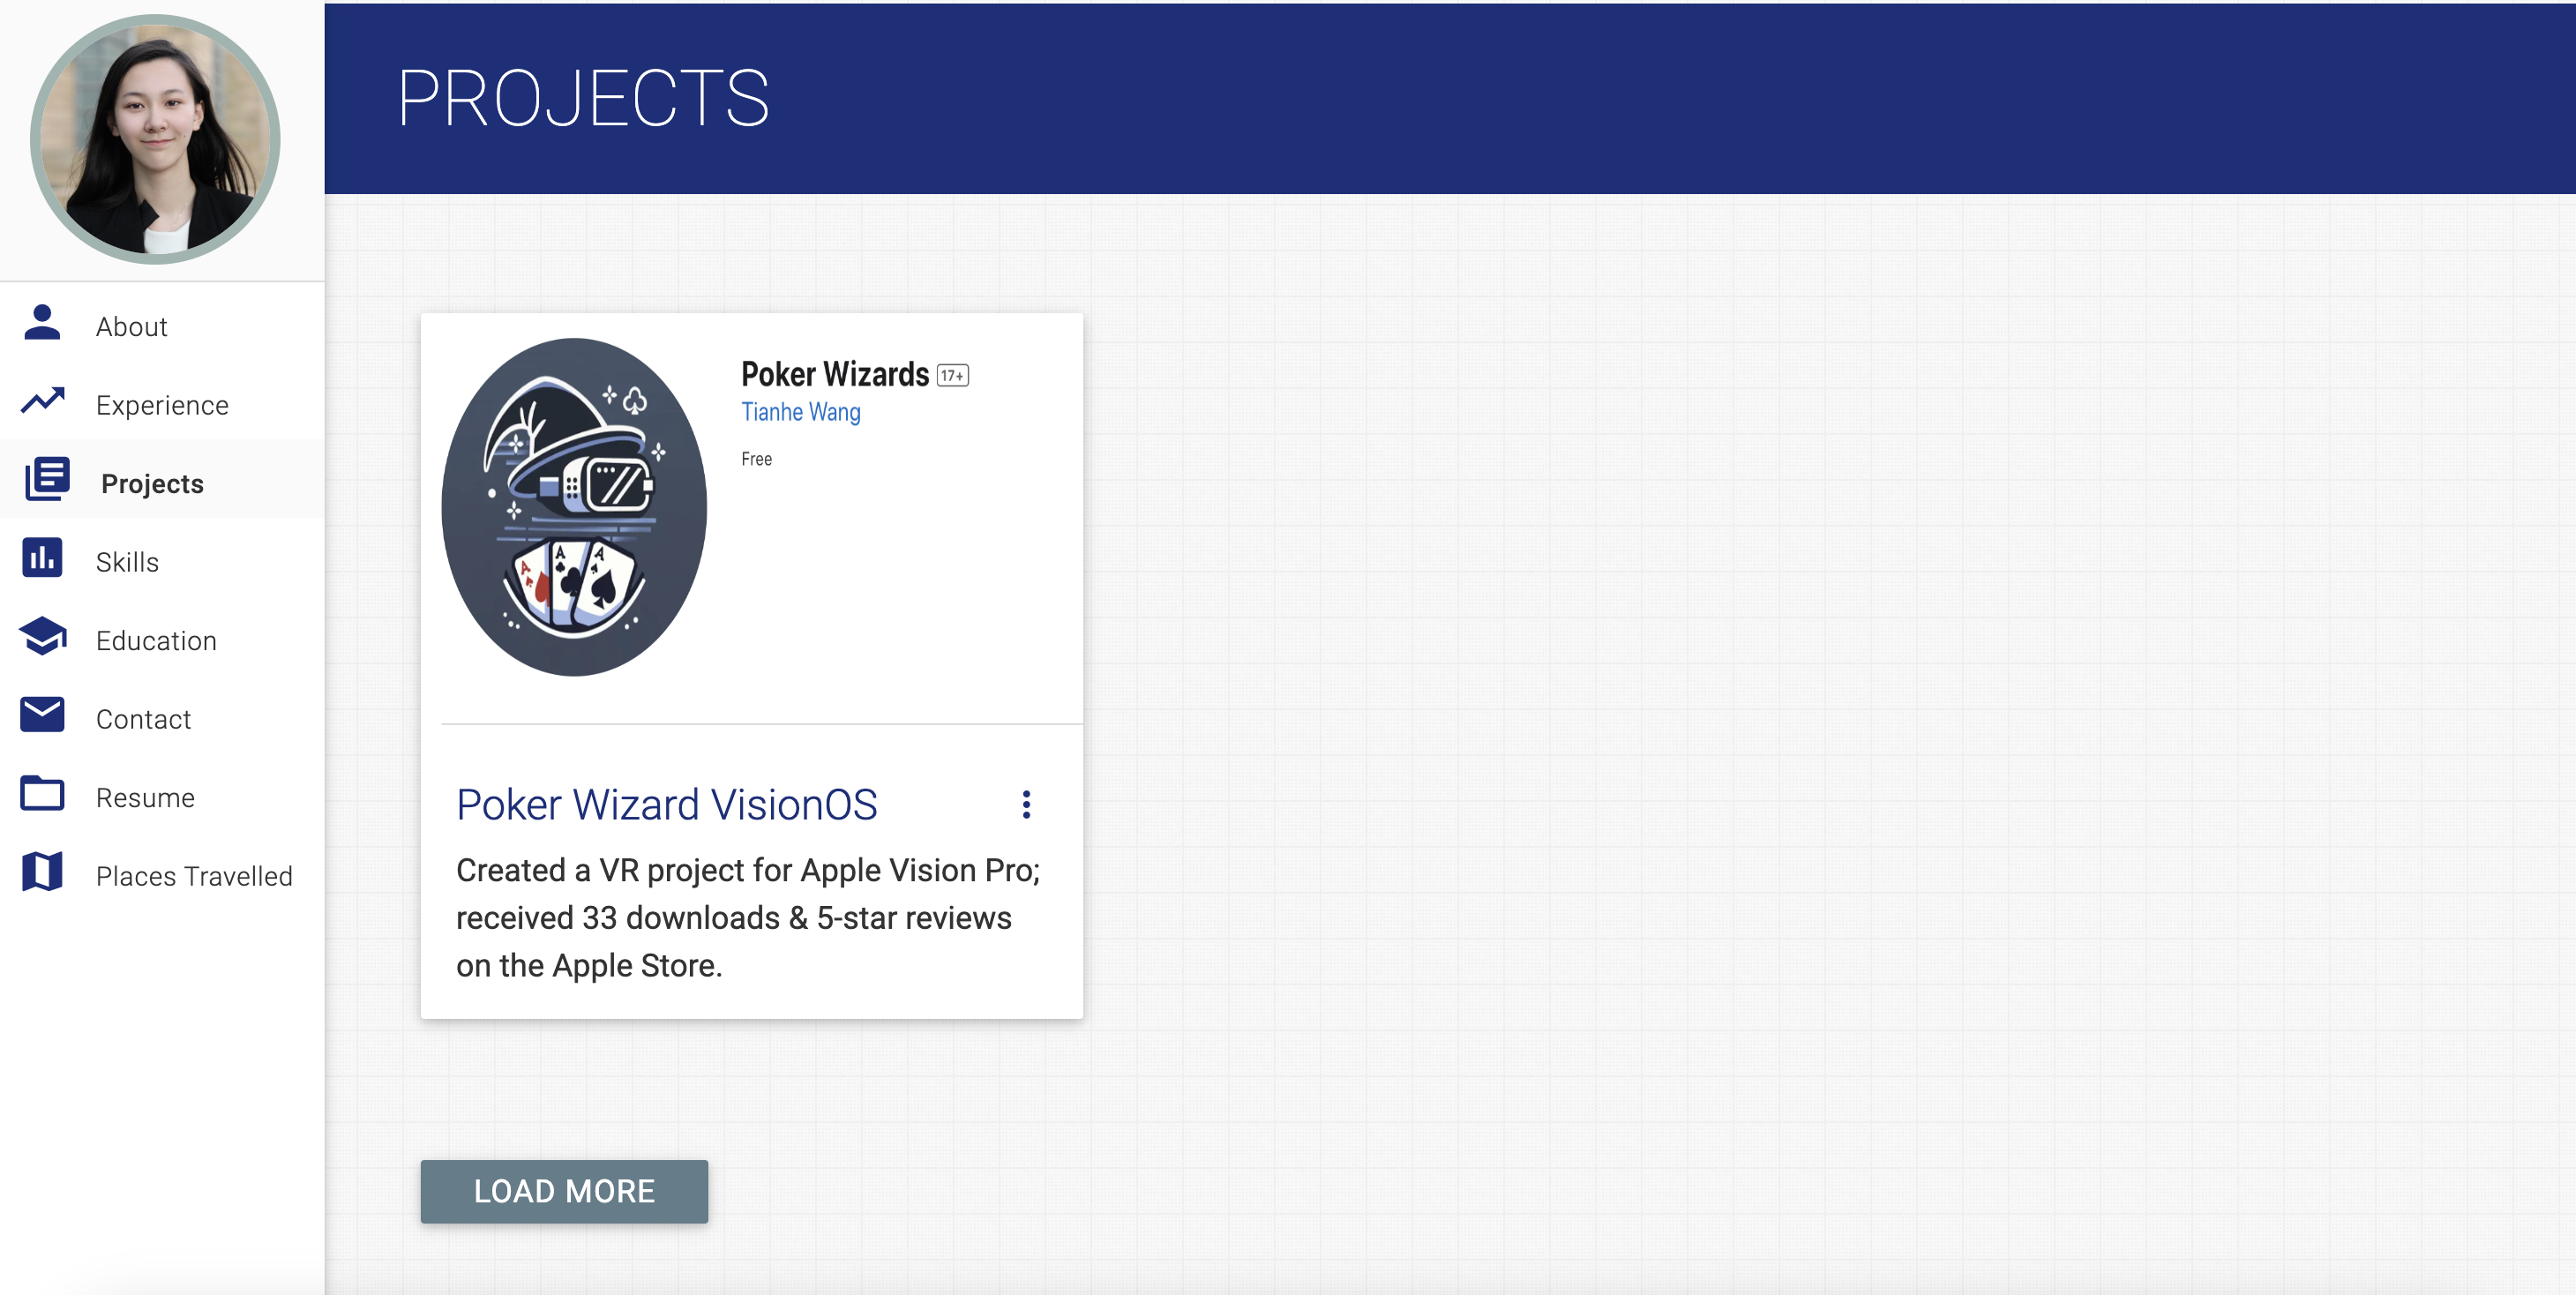 PROJECTS
About
Experience
Projects
Skills
Education
Contact
Resume
Places Travelled
Poker Wizards 17+
Tianhe Wang
Free
A A A
Poker Wizard VisionOS
Created a VR project for Apple Vision Pro;
received 33 downloads & 5-star reviews
on the Apple Store.
LOAD MORE